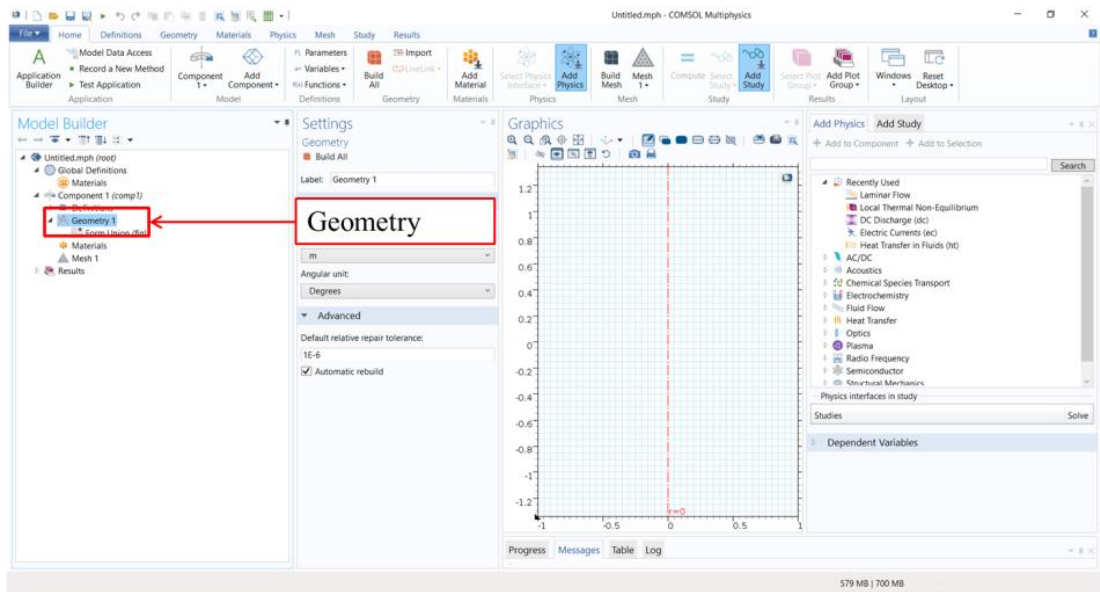 Untitled.mph - COMSOL Multiphysics
File Home Definitions Geometry Materials Physics Mesh Study Results
A Application Builder
Model Data Access
Record a New Method
Test Application
Application
Component 1
Add Component
Model
Parameters
Variables
f(x) Functions
Definitions
Build All
Import
LiveLink
Geometry
Add Material
Materials
Select Physics Interface
Add Physics
Physics
Build Mesh
Mesh 1
Mesh
Compute
Select Study
Add Study
Study
Select Plot Group
Add Plot Group
Results
Windows
Reset Desktop
Layout
Model Builder
Untitled.mph (root)
Global Definitions
Materials
Component 1 (comp1)
Definitions
Geometry 1
Form Union (fin)
Materials
Mesh 1
Results
Settings
Geometry
Build All
Label: Geometry 1
Geometry
m
Angular unit:
Degrees
Advanced
Default relative repair tolerance:
1E-6
Automatic rebuild
Graphics
1.2
1
0.8
0.6
0.4
0.2
0
-0.2
-0.4
-0.6
-0.8
-1
-1.2
r=0
-1 -0.5 0 0.5 1
Progress Messages Table Log
Add Physics Add Study
+ Add to Component + Add to Selection
Search
Recently Used
Laminar Flow
Local Thermal Non-Equilibrium
DC Discharge (dc)
Electric Currents (ec)
Heat Transfer in Fluids (ht)
AC/DC
Acoustics
Chemical Species Transport
Electrochemistry
Fluid Flow
Heat Transfer
Optics
Plasma
Radio Frequency
Semiconductor
Structural Mechanics
Physics interfaces in study
Studies Solve
Dependent Variables
579 MB | 700 MB